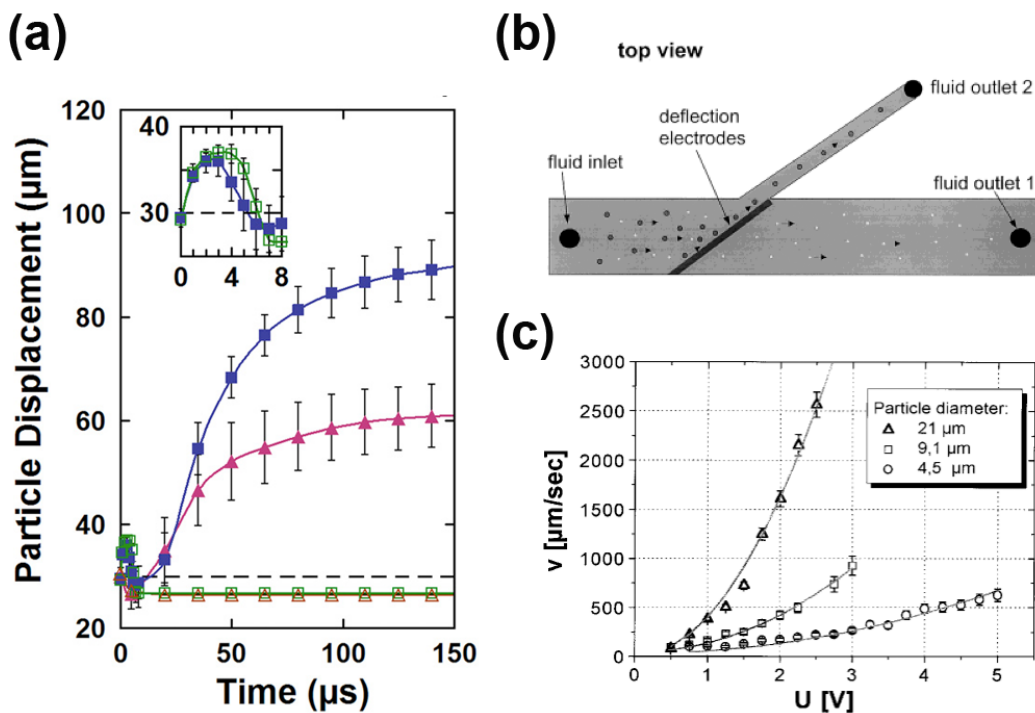 (a)
120
100
80
60
40
20
0
50
100
150
Particle Displacement (µm)
Time (µs)
40
30
0
4
8
(b)
top view
fluid inlet
deflection
electrodes
fluid outlet 2
fluid outlet 1
(c)
3000
2500
2000
1500
1000
500
0
v [µm/sec]
1
2
3
4
5
U [V]
Particle diameter:
21 µm
9,1 µm
4,5 µm